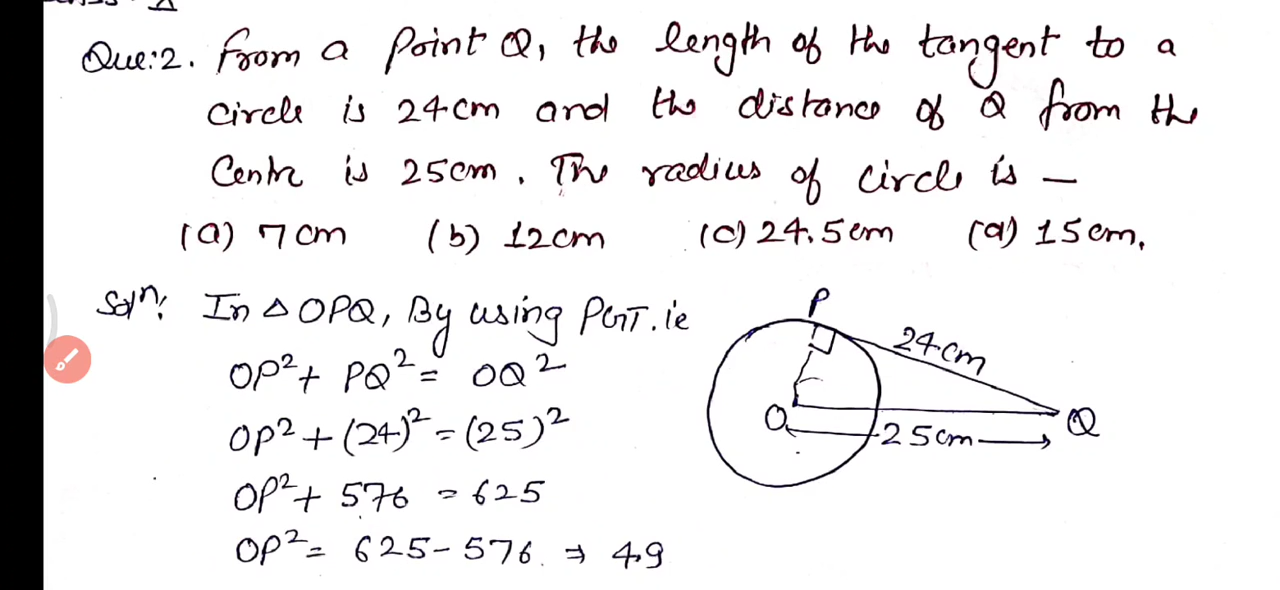 Que:2. From a point Q, the length of the tangent to a
circle is 24cm and the distance of Q from the
Centre is 25cm. The radius of circle is –
(a) 7cm (b) 12cm (c) 24.5cm (d) 15cm.
Solⁿ: In △OPQ, By using PGT. ie
OP² + PQ² = OQ²
OP² + (24)² = (25)²
OP² + 576 = 625
OP² = 625 - 576. ⇒ 49
P
24cm
O
Q
25cm